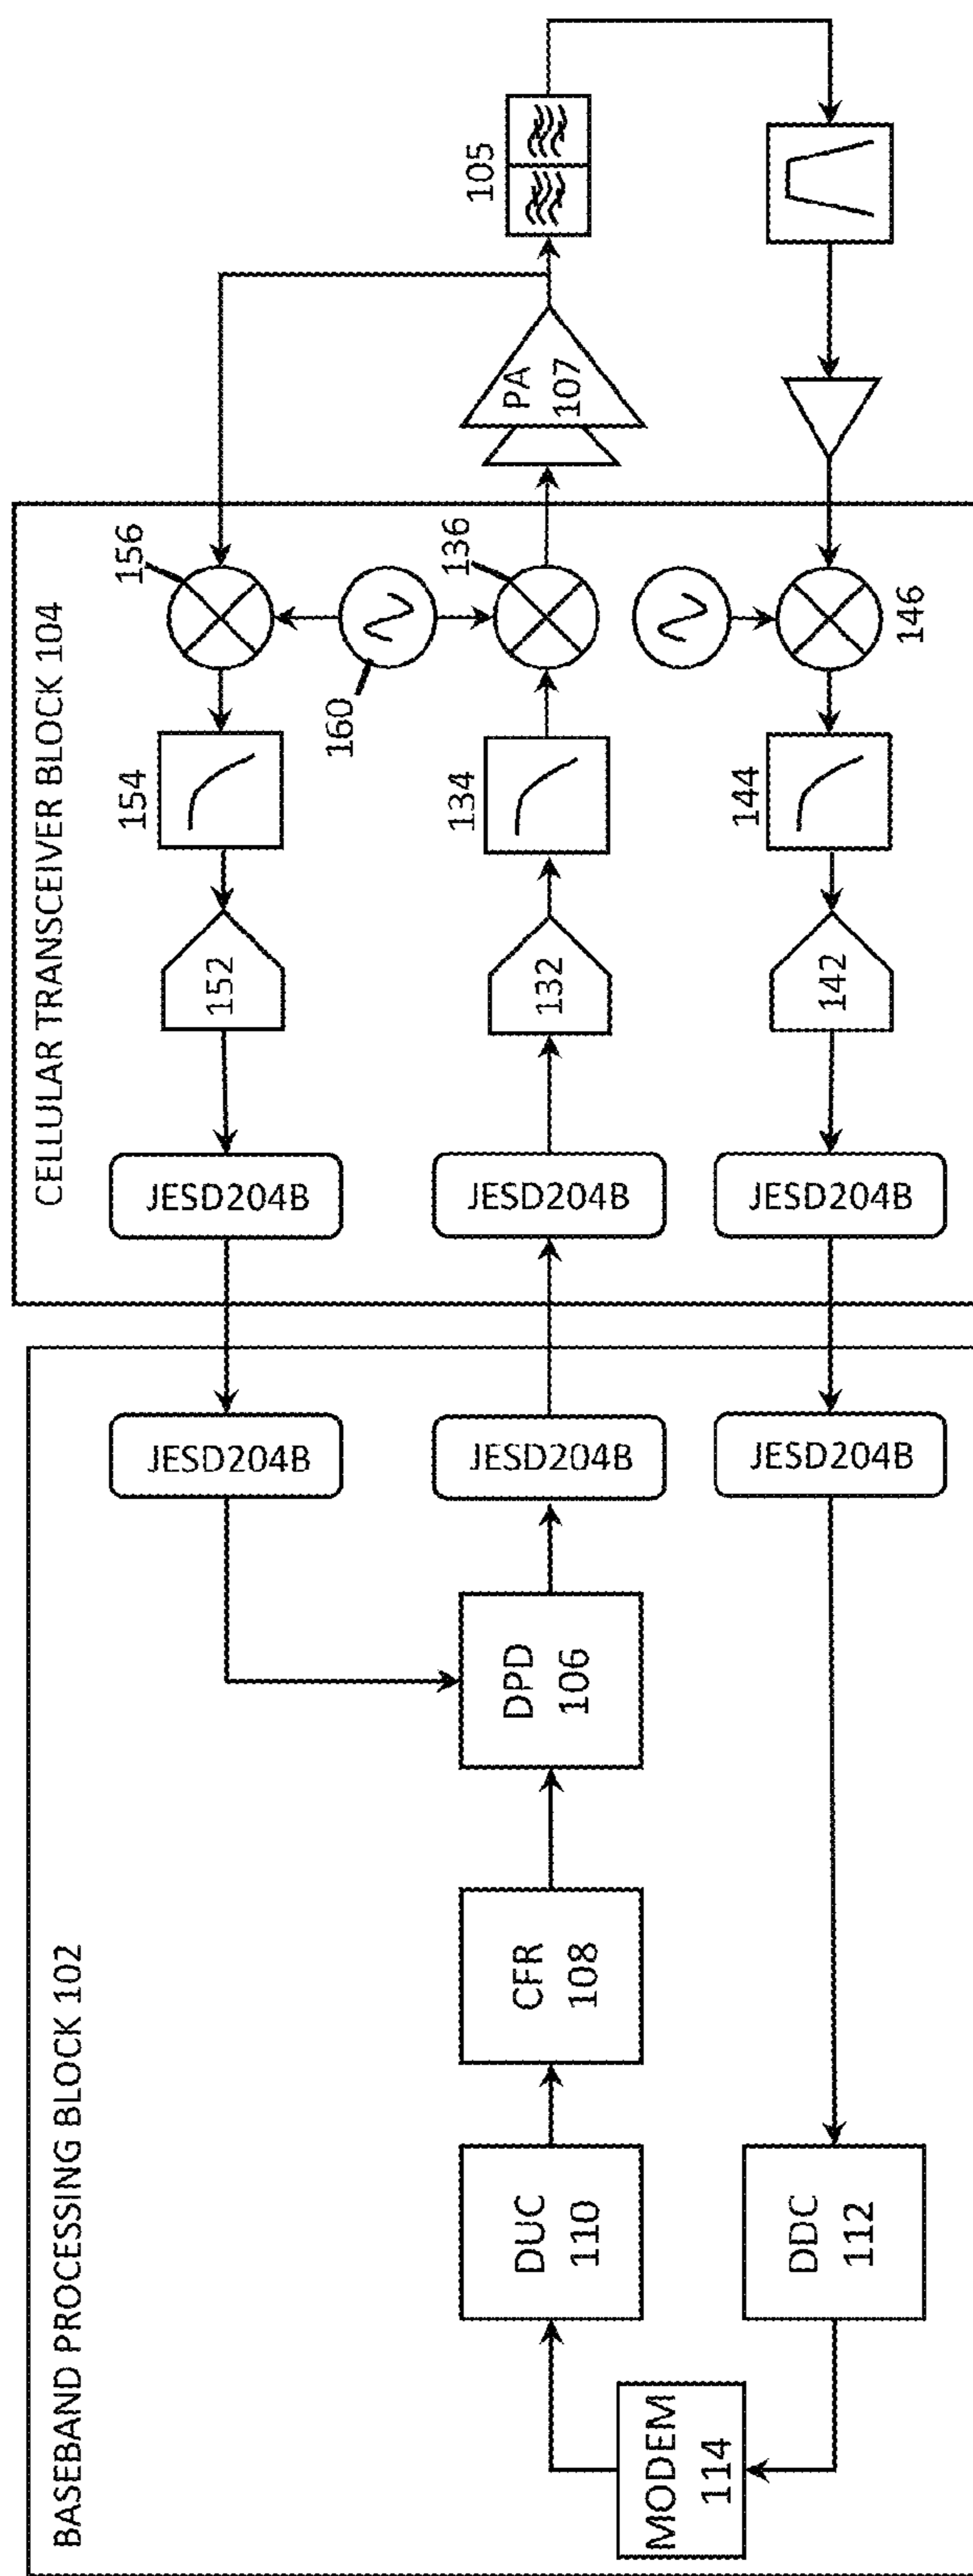 BASEBAND PROCESSING BLOCK 102
JESD204B
MODEM
114
DUC
110
CFR
108
DPD
106
JESD204B
DDC
112
JESD204B
CELLULAR TRANSCEIVER BLOCK 104
JESD204B
152
154
156
160
JESD204B
132
134
136
JESD204B
142
144
146
PA
107
105